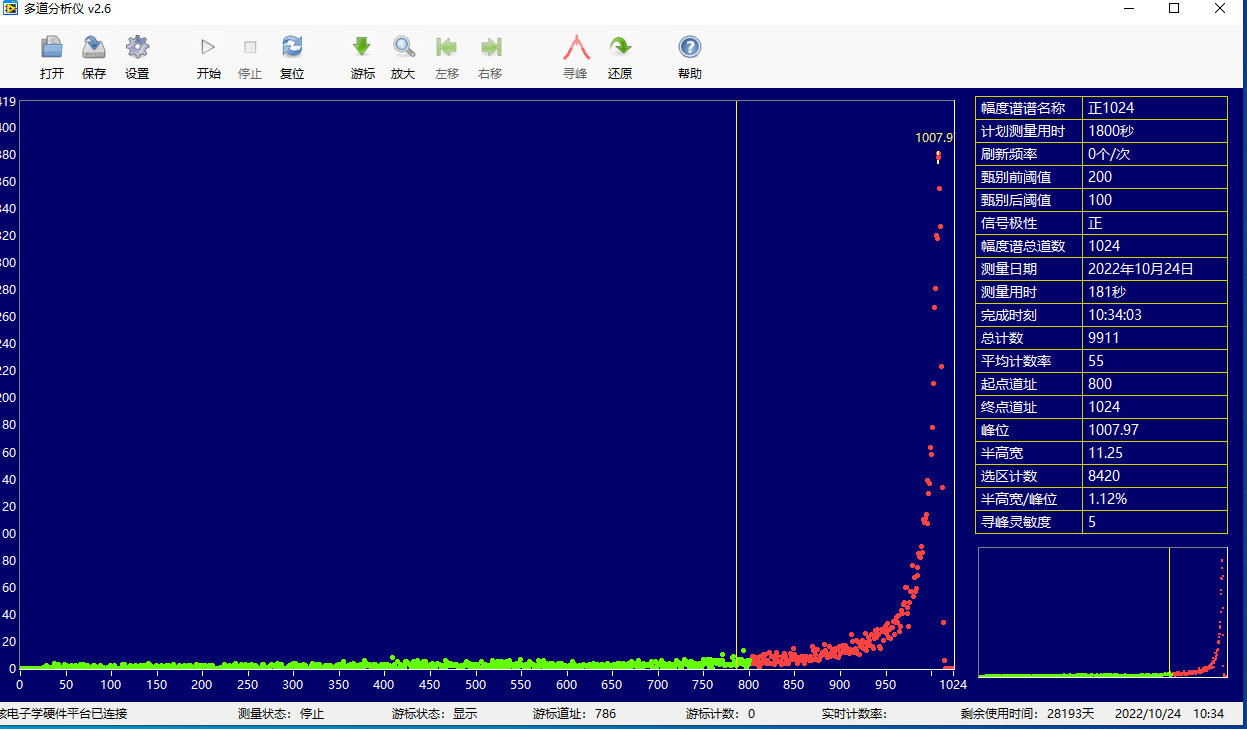 多道分析仪 v2.6
打开 保存 设置 开始 停止 复位 游标 放大 左移 右移 寻峰 还原 帮助
419
400
380
360
340
320
300
280
260
240
220
200
80
60
40
20
00
80
60
40
20
0
1007.9
0 50 100 150 200 250 300 350 400 450 500 550 600 650 700 750 800 850 900 950 1024
幅度谱谱名称 正1024
计划测量用时 1800秒
刷新频率 0个/次
甄别前阈值 200
甄别后阈值 100
信号极性 正
幅度谱总道数 1024
测量日期 2022年10月24日
测量用时 181秒
完成时刻 10:34:03
总计数 9911
平均计数率 55
起点道址 800
终点道址 1024
峰位 1007.97
半高宽 11.25
选区计数 8420
半高宽/峰位 1.12%
寻峰灵敏度 5
核电子学硬件平台已连接 测量状态：停止 游标状态：显示 游标道址：786 游标计数：0 实时计数率： 剩余使用时间：28193天 2022/10/24 10:34